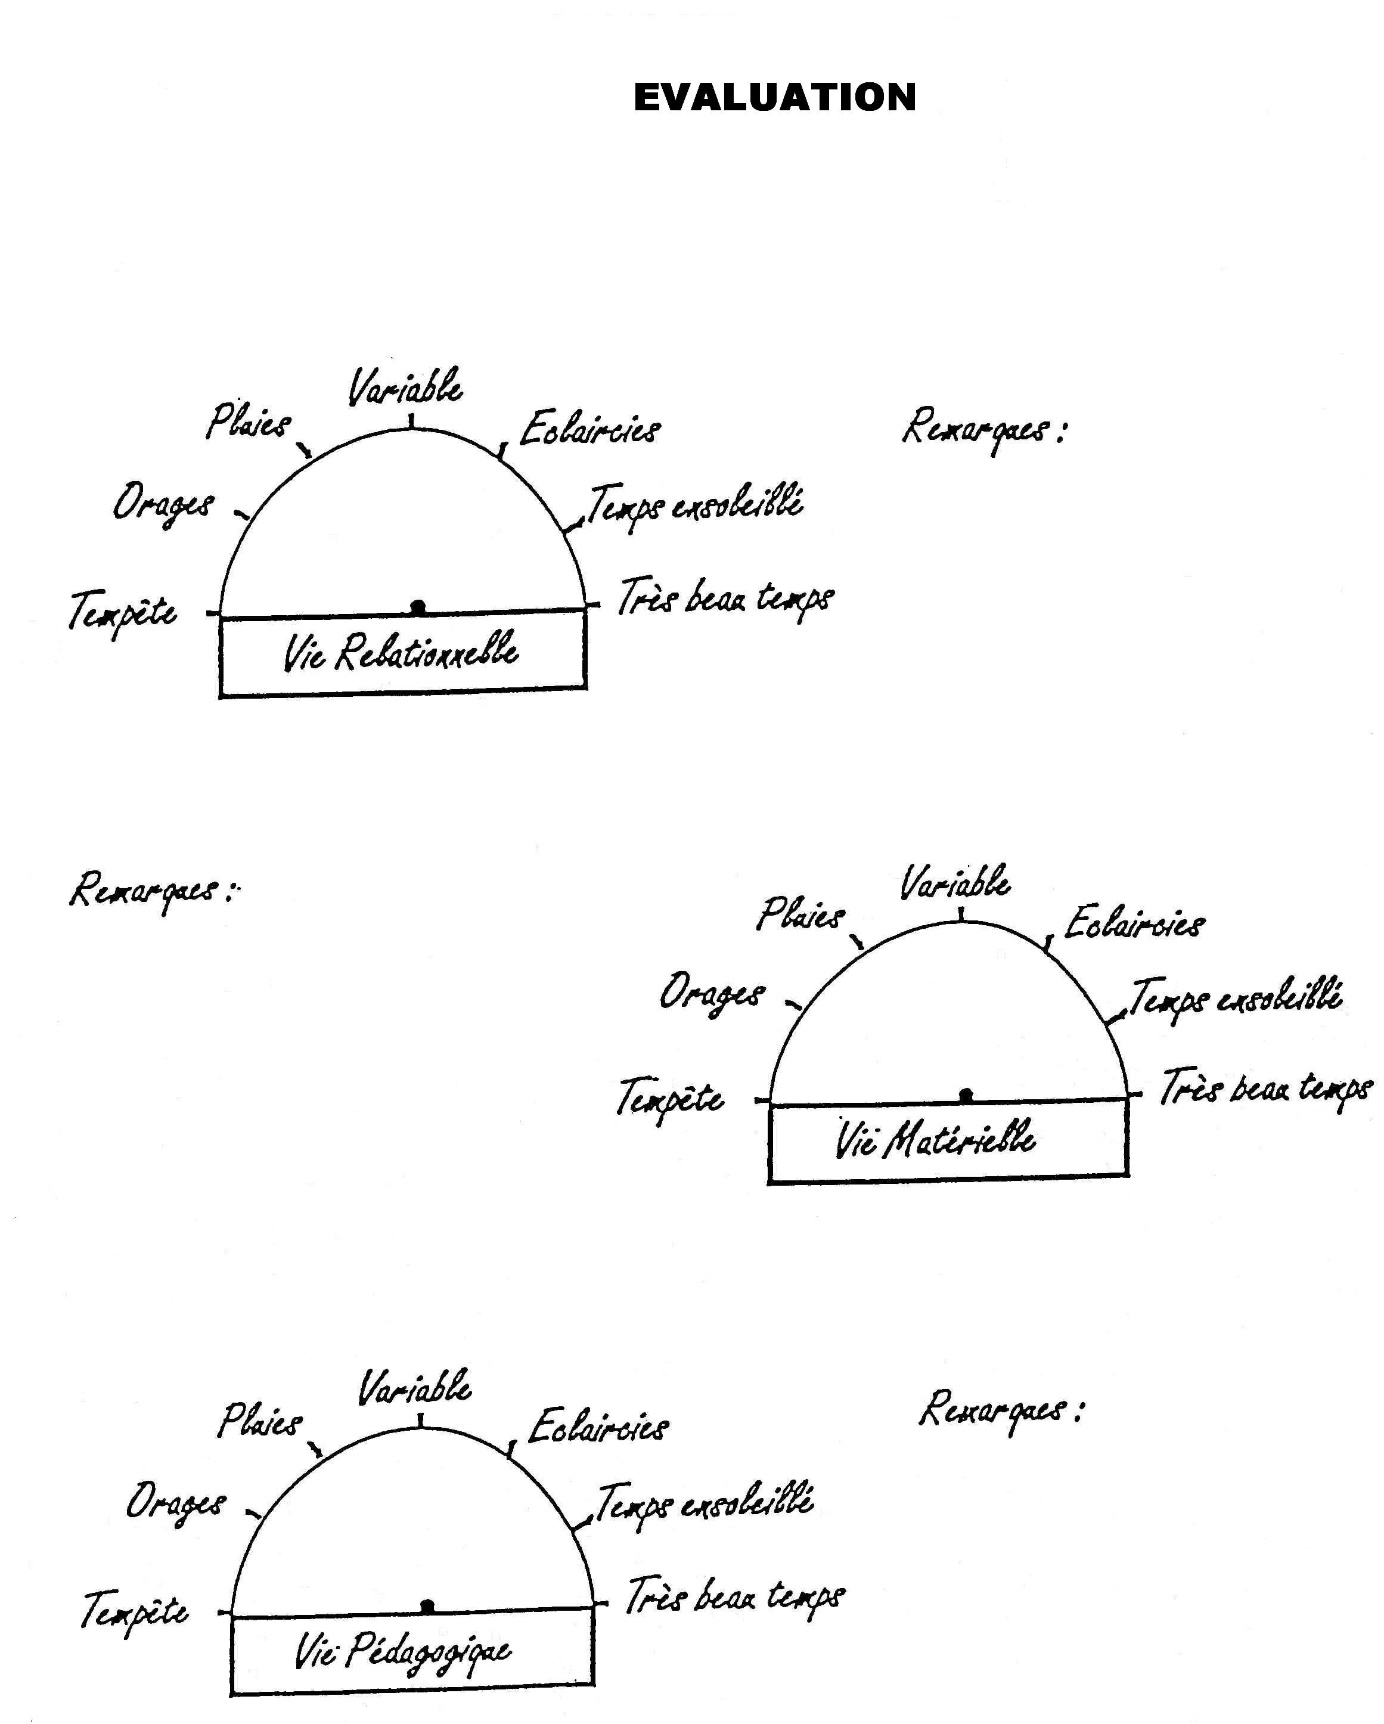 EVALUATION
Variable
Pluies
Eclaircies
Remarques :
Orages
Temps ensoleillé
Tempête
Très beau temps
Vie Relationnelle
Remarques :
Variable
Pluies
Eclaircies
Orages
Temps ensoleillé
Tempête
Très beau temps
Vie Matérielle
Variable
Pluies
Eclaircies
Remarques :
Orages
Temps ensoleillé
Tempête
Très beau temps
Vie Pédagogique